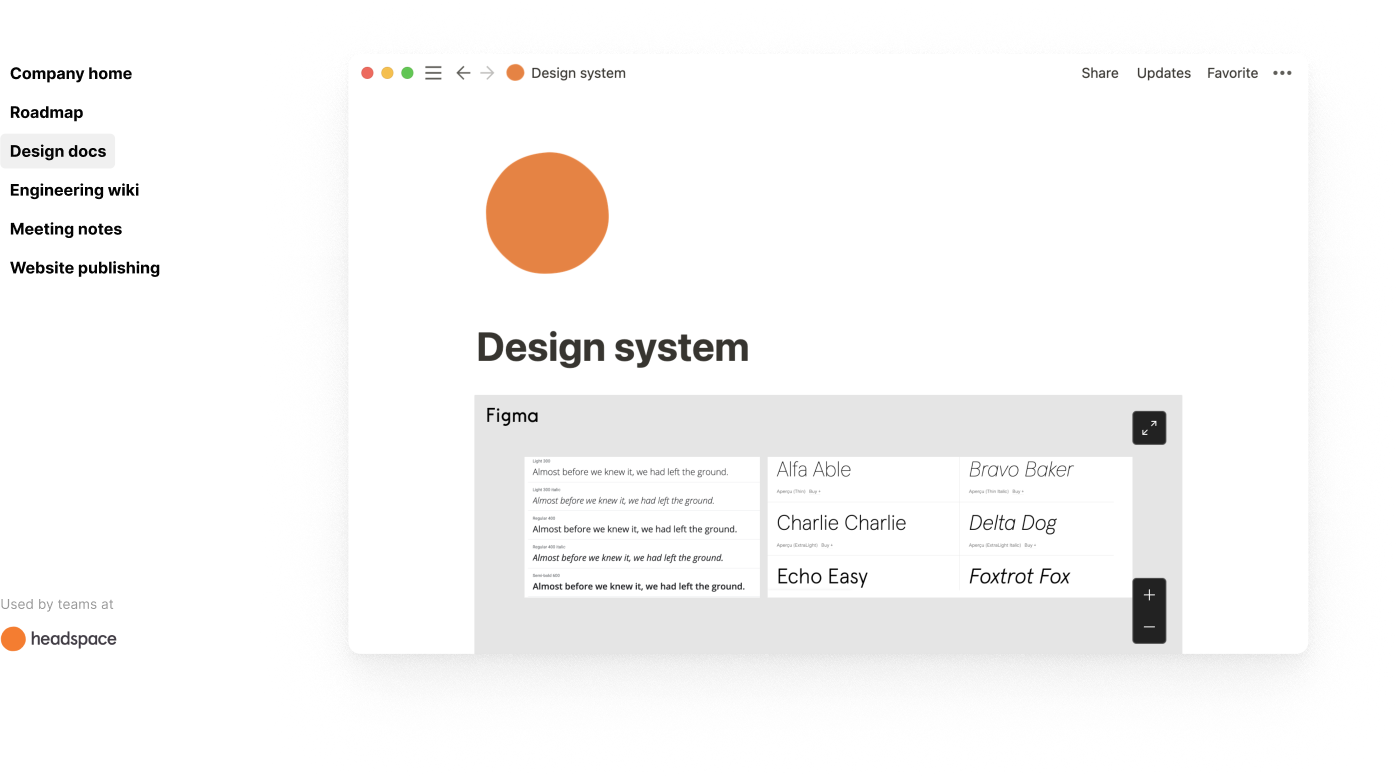 Company home
Roadmap
Design docs
Engineering wiki
Meeting notes
Website publishing
Used by teams at
headspace
Design system
Share Updates Favorite
Design system
Figma
Light 300
Almost before we knew it, we had left the ground.
Light 300 Italic
Almost before we knew it, we had left the ground.
Regular 400
Almost before we knew it, we had left the ground.
Regular 400 Italic
Almost before we knew it, we had left the ground.
Semi-bold 600
Almost before we knew it, we had left the ground.
Alfa Able
Aperçu (Thin) Buy +
Bravo Baker
Aperçu (Thin Italic) Buy +
Charlie Charlie
Aperçu (ExtraLight) Buy +
Delta Dog
Aperçu (ExtraLight Italic) Buy +
Echo Easy
Foxtrot Fox